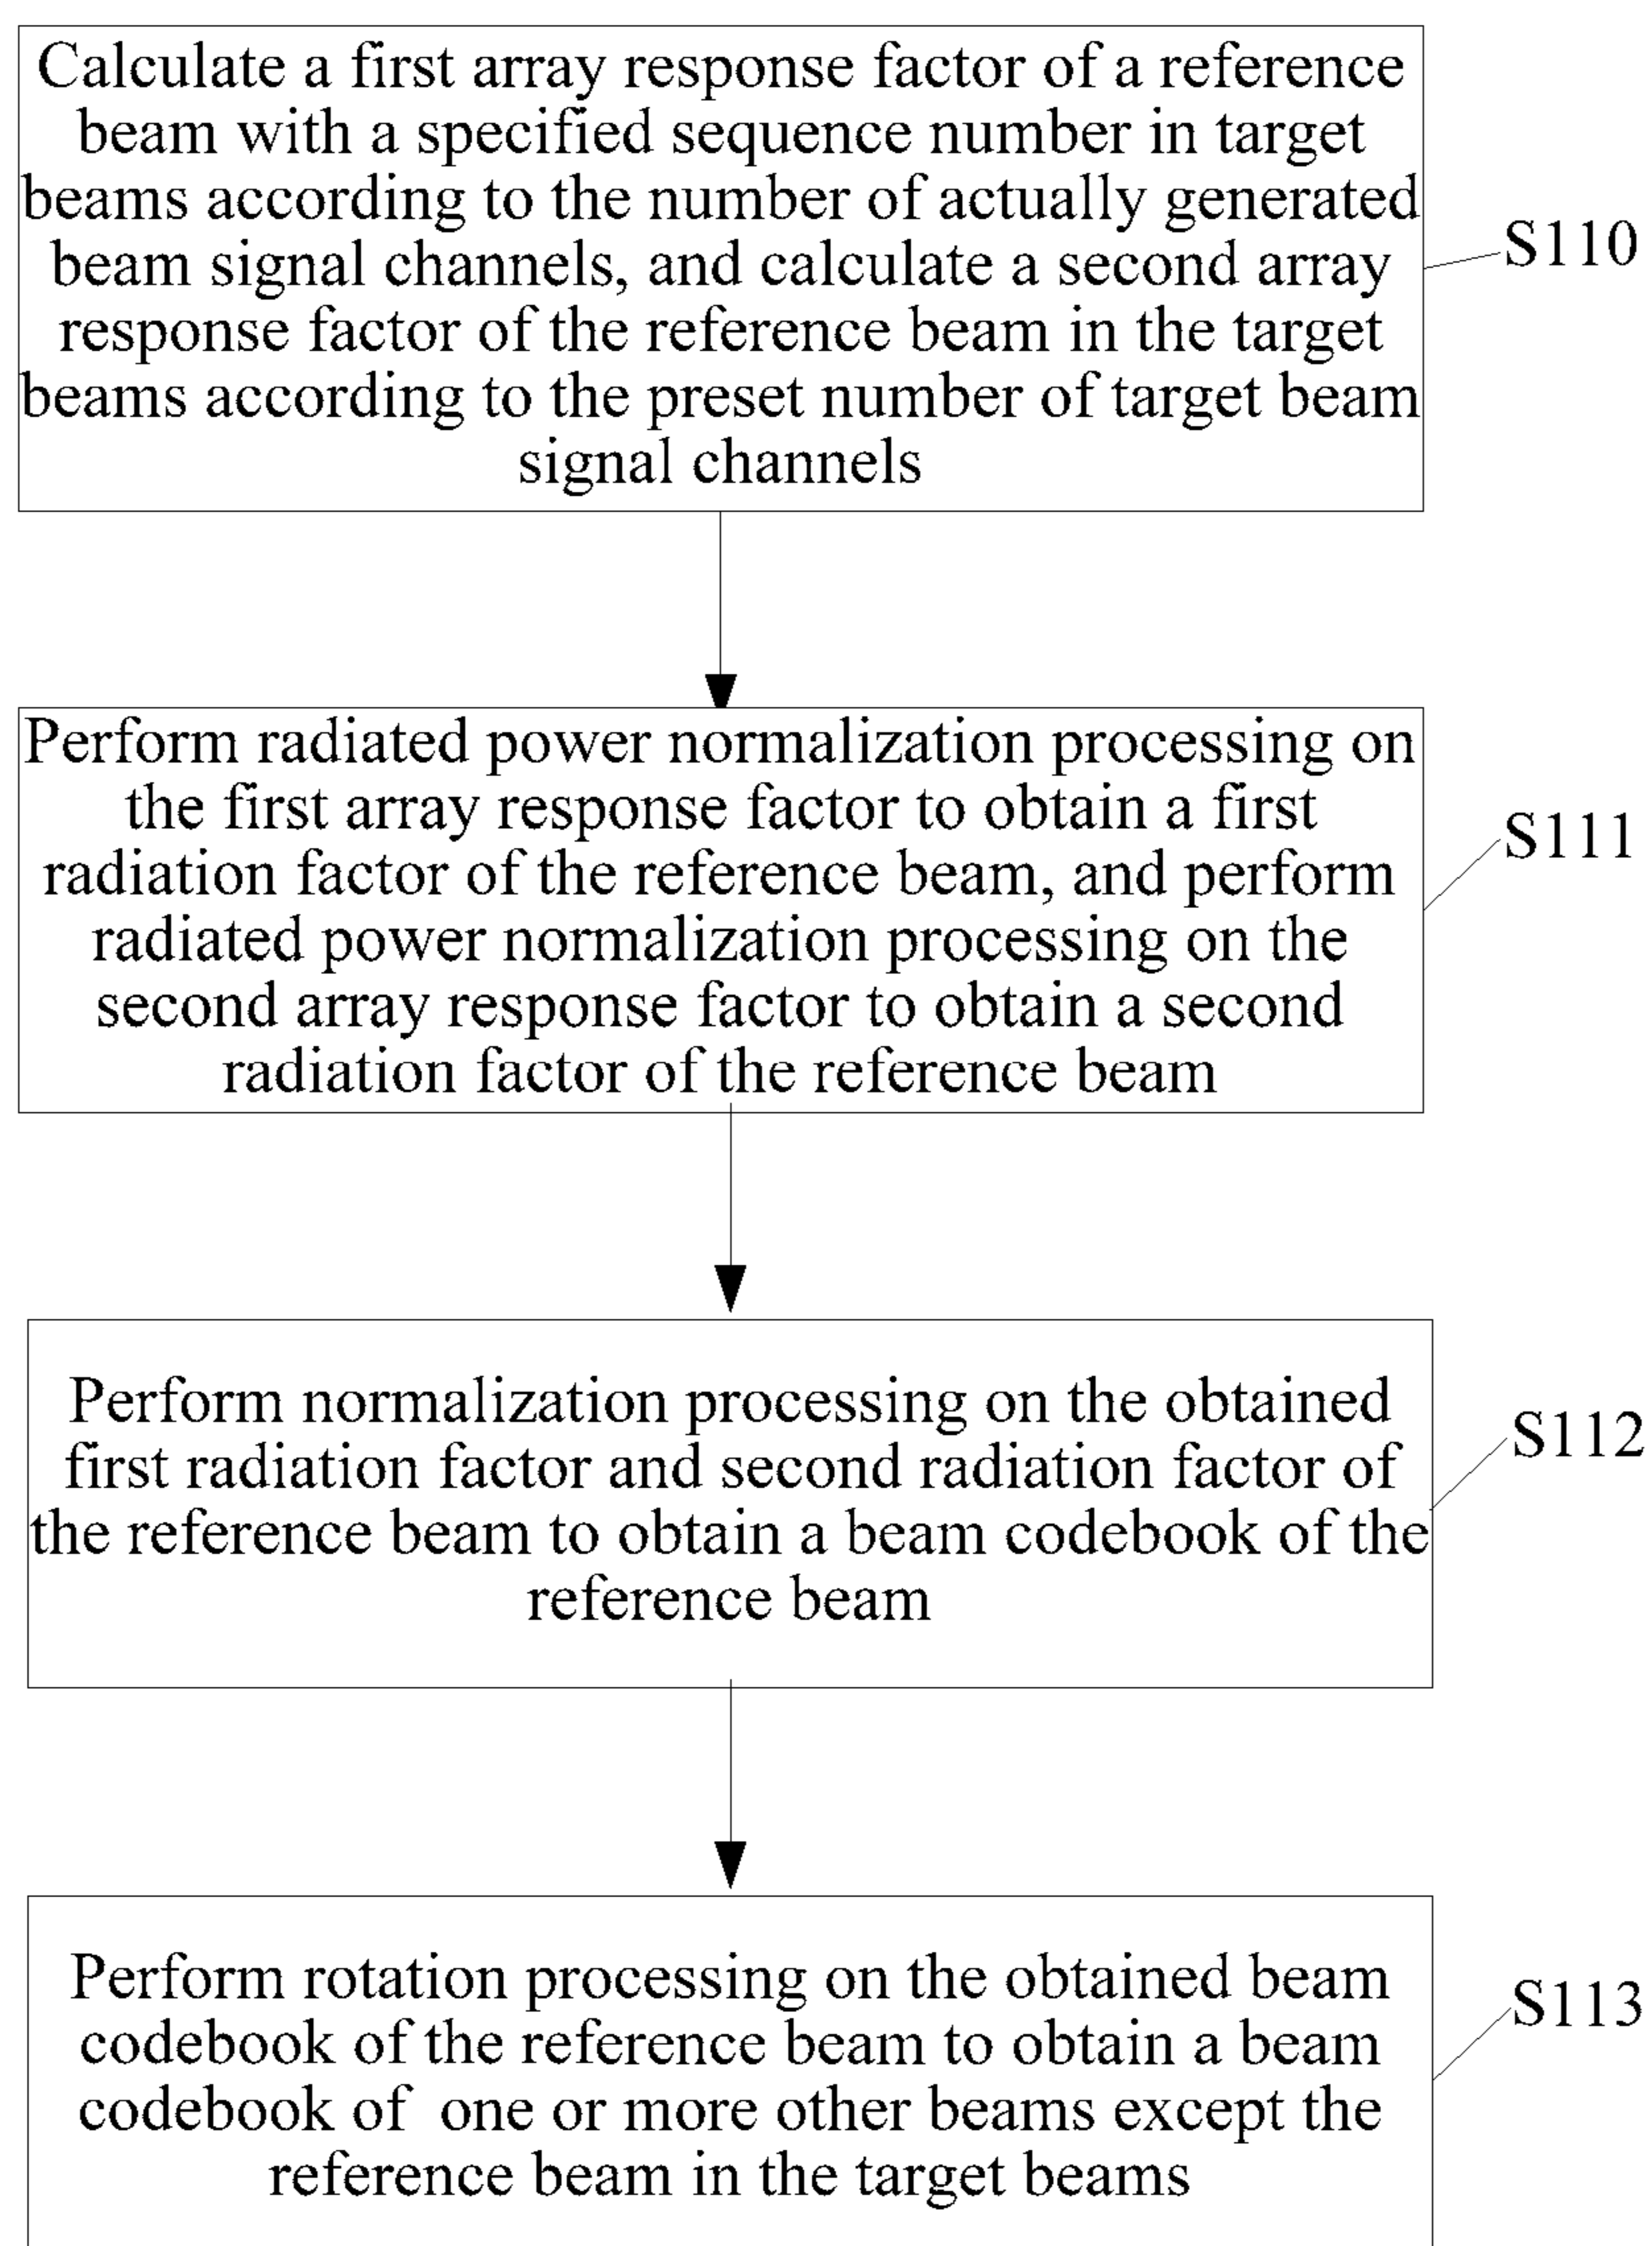 Calculate a first array response factor of a reference
beam with a specified sequence number in target
beams according to the number of actually generated
beam signal channels, and calculate a second array
response factor of the reference beam in the target
beams according to the preset number of target beam
signal channels
S110
Perform radiated power normalization processing on
the first array response factor to obtain a first
radiation factor of the reference beam, and perform
radiated power normalization processing on the
second array response factor to obtain a second
radiation factor of the reference beam
S111
Perform normalization processing on the obtained
first radiation factor and second radiation factor of
the reference beam to obtain a beam codebook of the
reference beam
S112
Perform rotation processing on the obtained beam
codebook of the reference beam to obtain a beam
codebook of  one or more other beams except the
reference beam in the target beams
S113